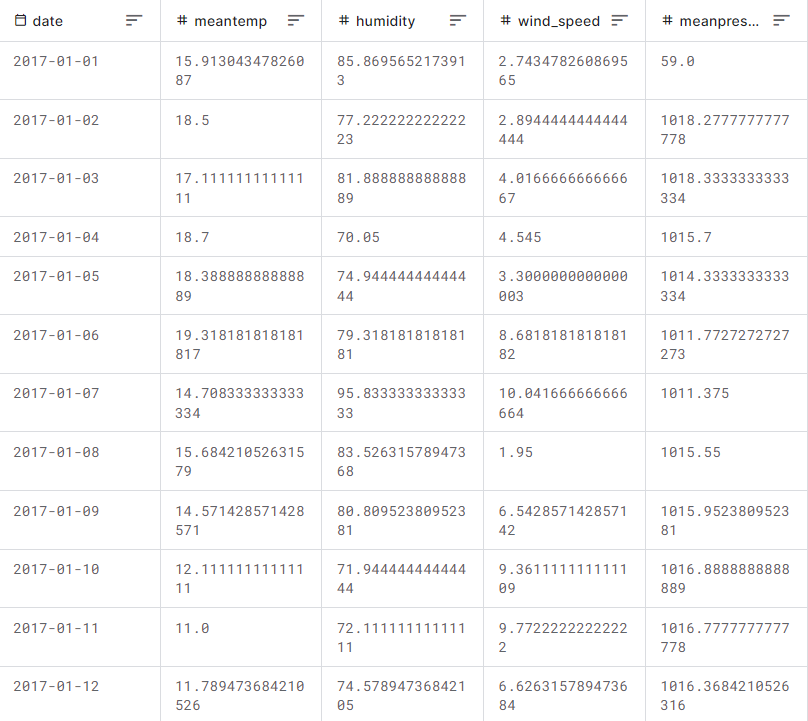 date # meantemp # humidity # wind_speed # meanpres...
2017-01-01 15.913043478260 85.869565217391 2.7434782608695 59.0
87 3 65
2017-01-02 18.5 77.222222222222 2.8944444444444 1018.2777777777
23 444 778
2017-01-03 17.111111111111 81.888888888888 4.0166666666666 1018.3333333333
11 89 67 334
2017-01-04 18.7 70.05 4.545 1015.7
2017-01-05 18.388888888888 74.944444444444 3.3000000000000 1014.3333333333
89 44 003 334
2017-01-06 19.318181818181 79.318181818181 8.6818181818181 1011.7727272727
817 81 82 273
2017-01-07 14.708333333333 95.833333333333 10.041666666666 1011.375
334 33 664
2017-01-08 15.684210526315 83.526315789473 1.95 1015.55
79 68
2017-01-09 14.571428571428 80.809523809523 6.5428571428571 1015.9523809523
571 81 42 81
2017-01-10 12.111111111111 71.944444444444 9.3611111111111 1016.8888888888
11 44 09 889
2017-01-11 11.0 72.111111111111 9.7722222222222 1016.7777777777
11 2 778
2017-01-12 11.789473684210 74.578947368421 6.6263157894736 1016.3684210526
526 05 84 316